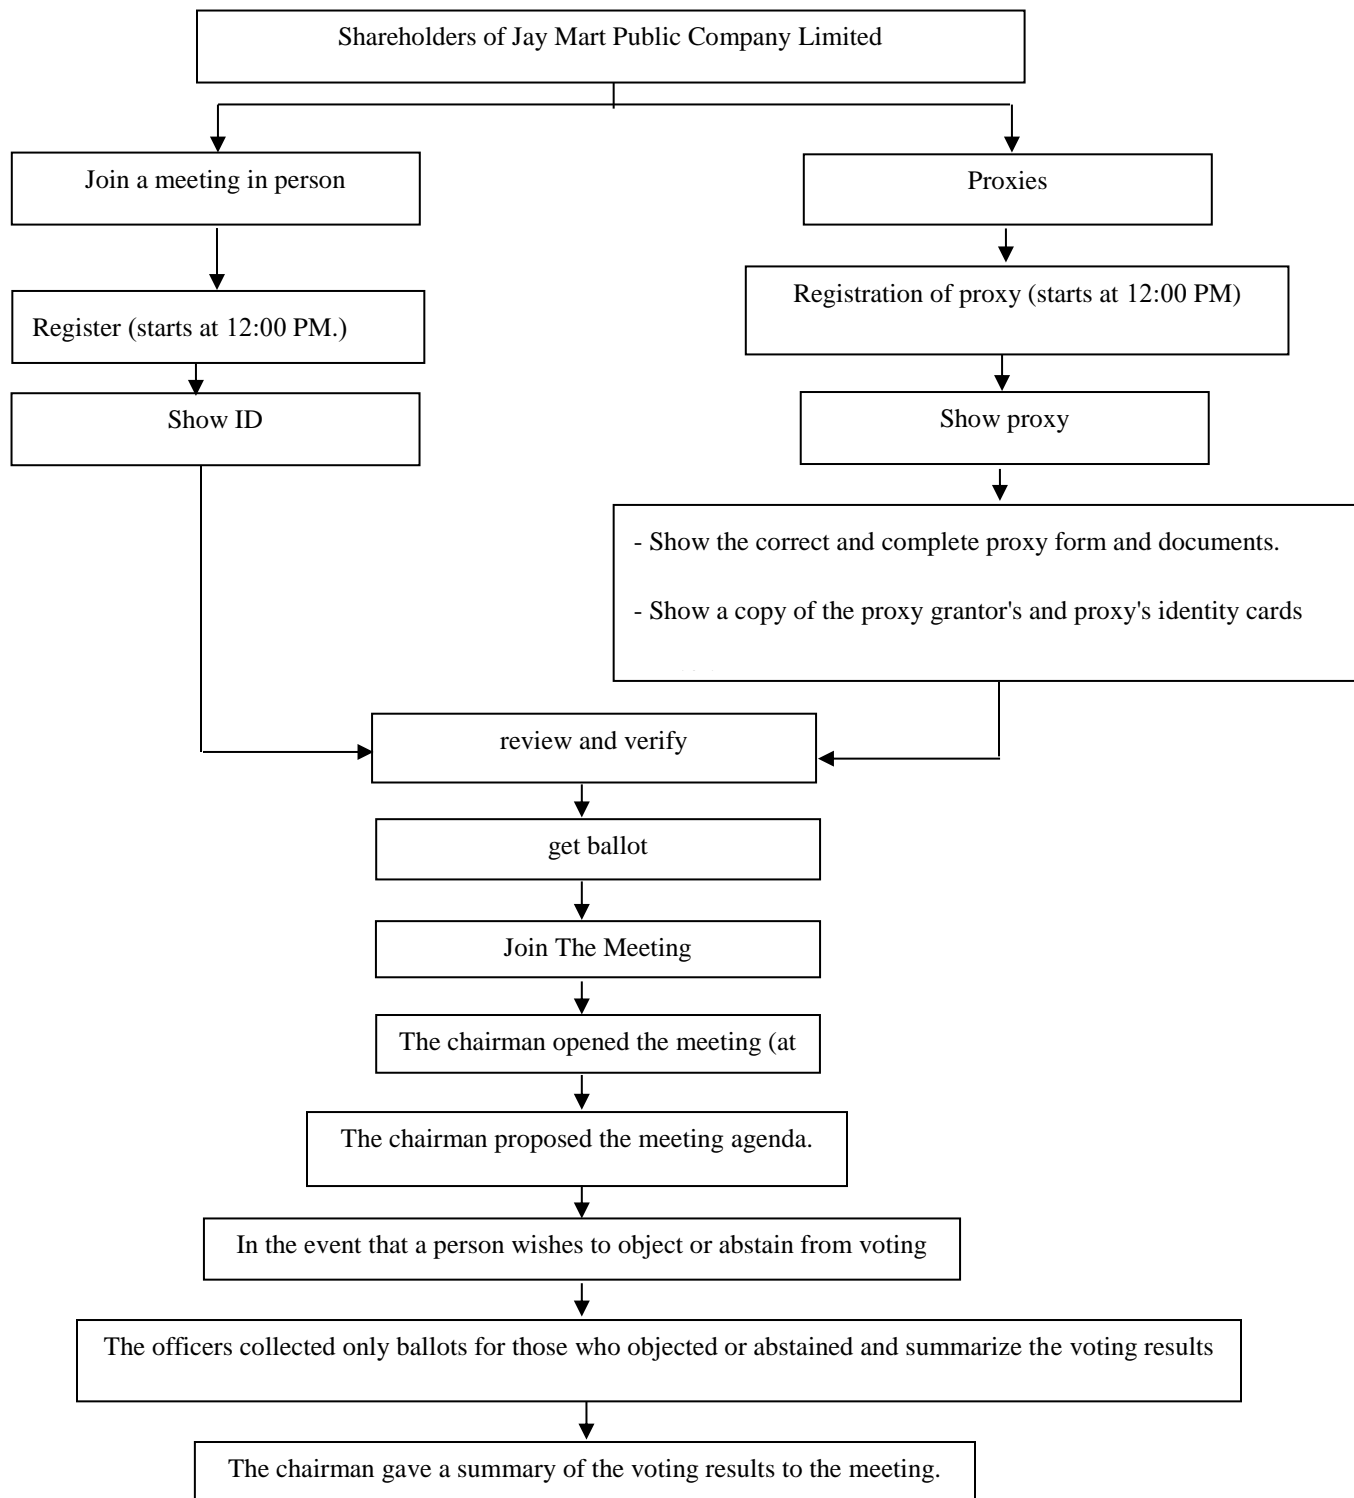 Shareholders of Jay Mart Public Company Limited
Join a meeting in person
Proxies
Register (starts at 12:00 PM.)
Registration of proxy (starts at 12:00 PM)
Show ID
Show proxy
- Show the correct and complete proxy form and documents.
- Show a copy of the proxy grantor's and proxy's identity cards
review and verify
get ballot
Join The Meeting
The chairman opened the meeting (at
The chairman proposed the meeting agenda.
In the event that a person wishes to object or abstain from voting
The officers collected only ballots for those who objected or abstained and summarize the voting results
The chairman gave a summary of the voting results to the meeting.